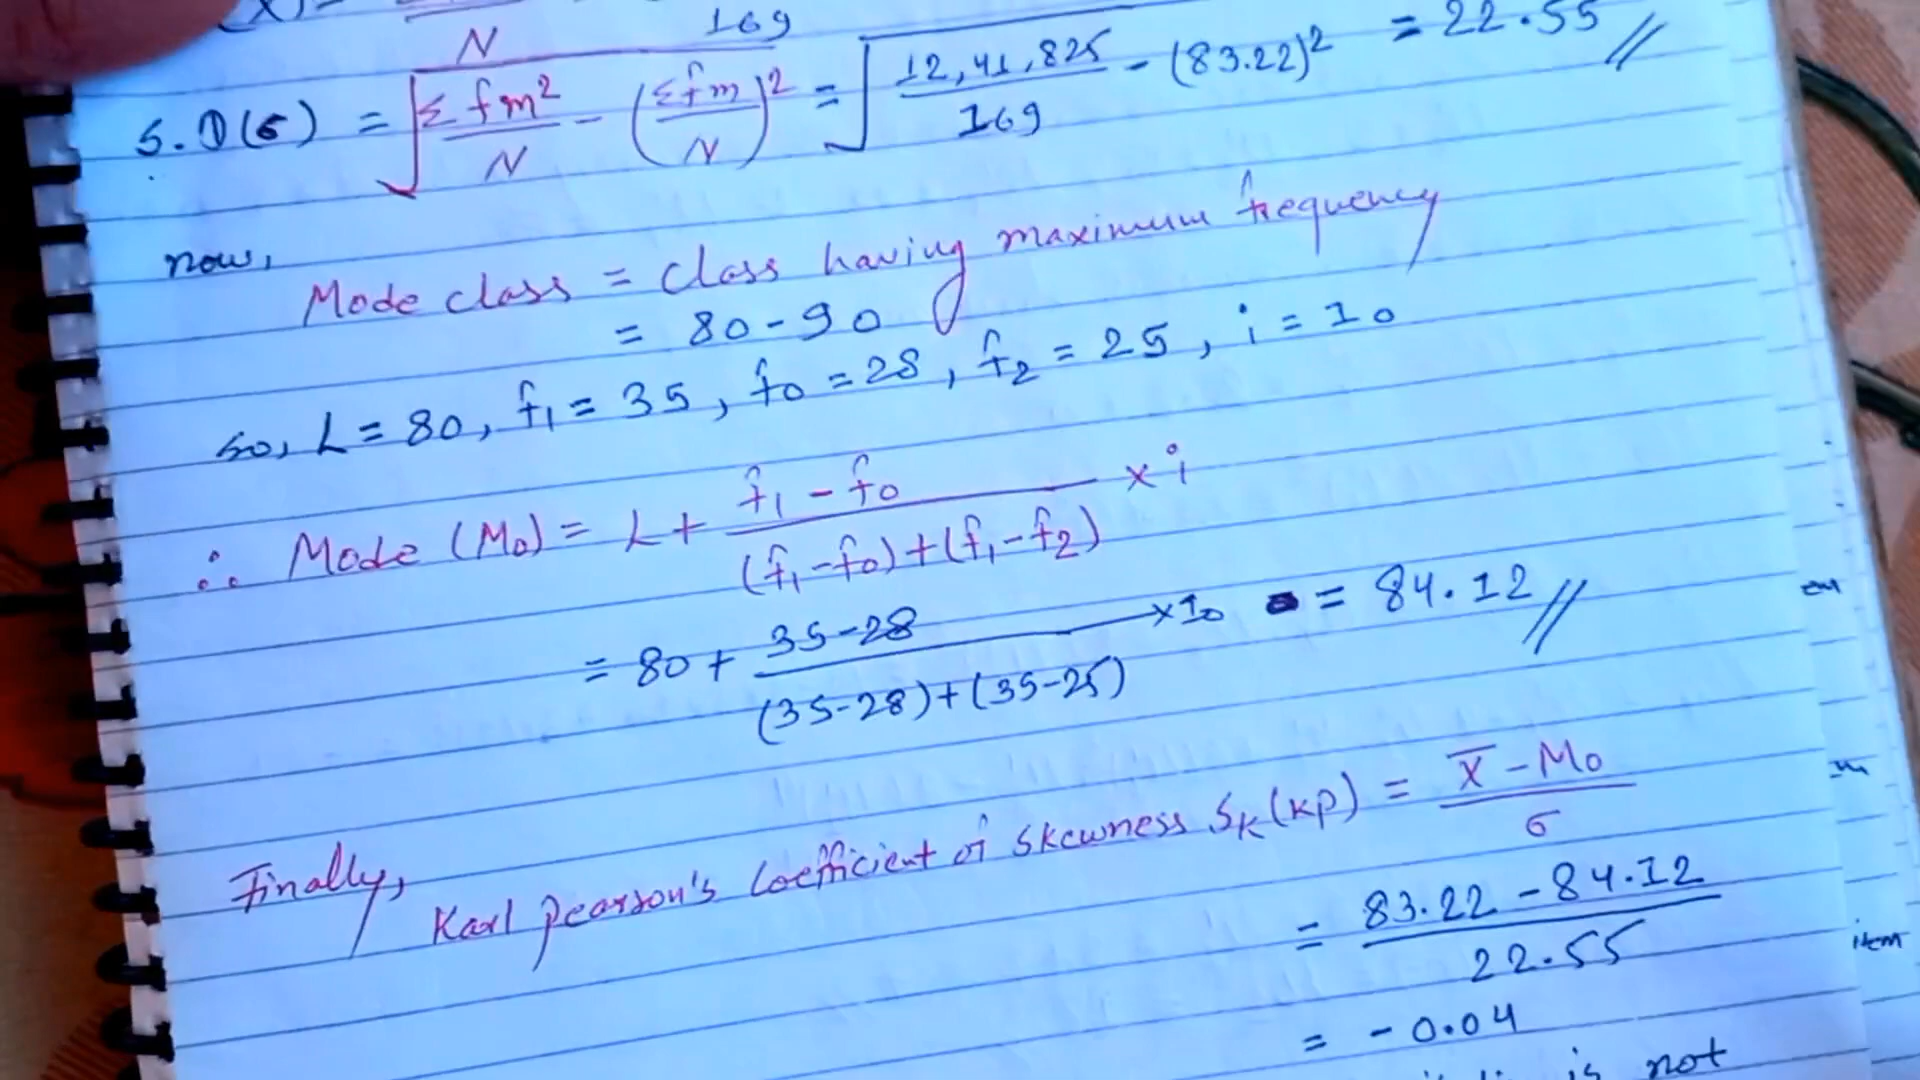 N 169
S.D(σ) = √(Σfm²/N - (Σfm/N)²) = √(12,41,825/169 - (83.22)²) = 22.55 //
now,
Mode class = class having maximum frequency
= 80-90
so, L = 80, f₁ = 35, f₀ = 28, f₂ = 25, i = 10
∴ Mode (M₀) = L + (f₁ - f₀)/((f₁-f₀)+(f₁-f₂)) × i
= 80 + (35-28)/((35-28)+(35-25)) × 10 = 84.12 //
Finally,
Karl Pearson's Coefficient of Skewness Sₖ(KP) = (X̄ - M₀)/σ
= (83.22 - 84.12)/22.55
= -0.04
is not
item